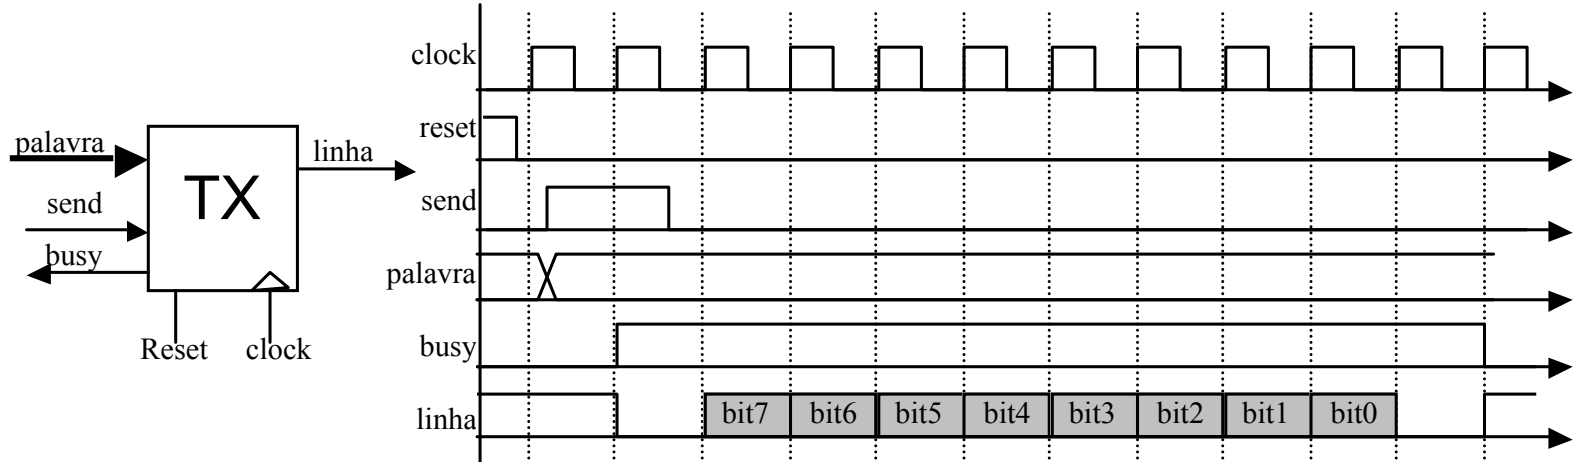 palavra
send
busy
TX
linha
Reset
clock
clock
reset
send
palavra
busy
linha
bit7 bit6 bit5 bit4 bit3 bit2 bit1 bit0